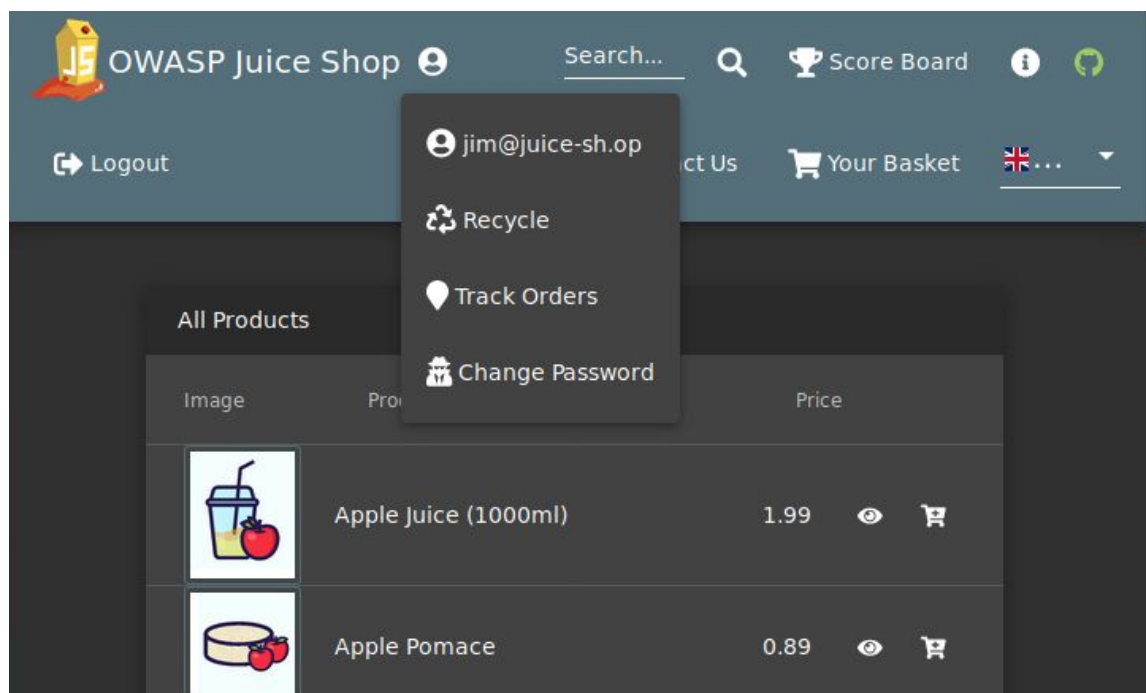 OWASP Juice Shop Search... Score Board
Logout ct Us Your Basket ...
jim@juice-sh.op
Recycle
Track Orders
Change Password
All Products
Image Pro Price
Apple Juice (1000ml) 1.99
Apple Pomace 0.89
JS